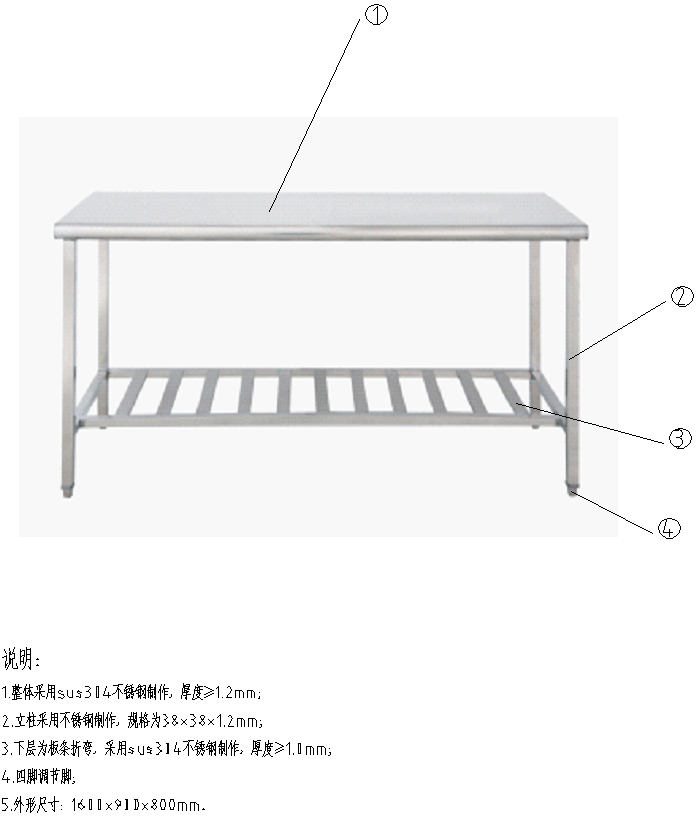 ①
②
③
④
说明:
1.整体采用sus304不锈钢制作,厚度≥1.2mm;
2.立柱采用不锈钢制作,规格为38×38×1.2mm;
3.下层为板条折弯,采用sus304不锈钢制作,厚度≥1.0mm;
4.四脚调节脚;
5.外形尺寸:1600×900×800mm。